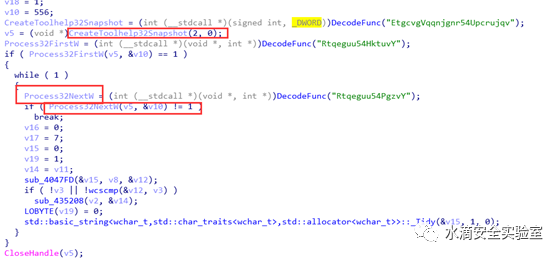 v18 = 1;
v10 = 556;
CreateToolhelp32Snapshot = (int (__stdcall *)(signed int, _DWORD))DecodeFunc("EtgcvgVqqnjgnr54Upcrujqv");
v5 = (void *)CreateToolhelp32Snapshot(2, 0);
Process32FirstW = (int (__stdcall *)(void *, int *))DecodeFunc("Rtqeguu54HktuvY");
if ( Process32FirstW(v5, &v10) == 1 )
{
while ( 1 )
{
Process32NextW = (int (__stdcall *)(void *, int *))DecodeFunc("Rtqeguu54PgzvY");
if ( Process32NextW(v5, &v10) != 1 )
break;
v16 = 0;
v17 = 7;
v15 = 0;
v19 = 1;
v14 = v11;
sub_4047FD(&v15, v8, &v12);
if ( !v3 || !wcscmp(&v12, v3) )
sub_435208(v2, &v14);
LOBYTE(v19) = 0;
std::basic_string<wchar_t,std::char_traits<wchar_t>,std::allocator<wchar_t>>::_Tidy(&v15, 1, 0);
}
}
CloseHandle(v5);
水滴安全实验室